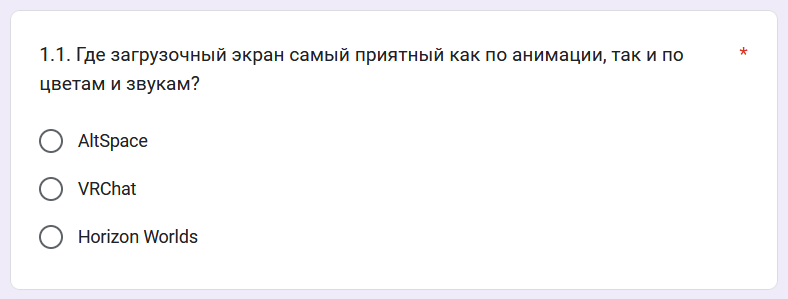 1.1. Где загрузочный экран самый приятный как по анимации, так и по *
цветам и звукам?
AltSpace
VRChat
Horizon Worlds